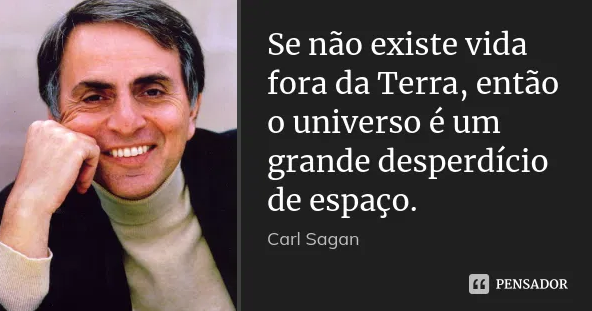 Se não existe vida
fora da Terra, então
o universo é um
grande desperdício
de espaço.
Carl Sagan
PENSADOR